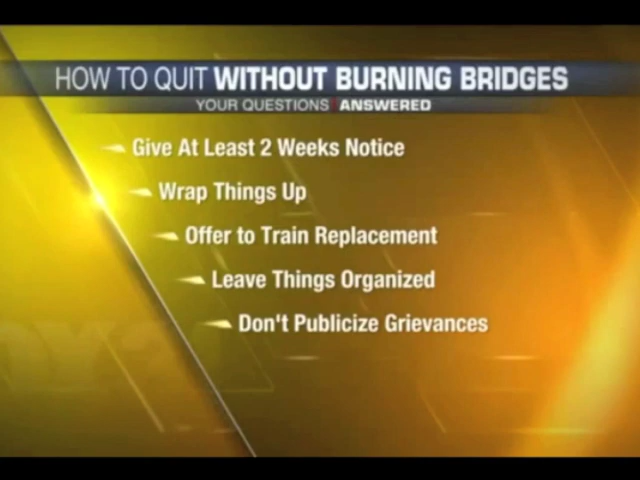 HOW TO QUIT WITHOUT BURNING BRIDGES
YOUR QUESTIONS ANSWERED
Give At Least 2 Weeks Notice
Wrap Things Up
Offer to Train Replacement
Leave Things Organized
Don't Publicize Grievances